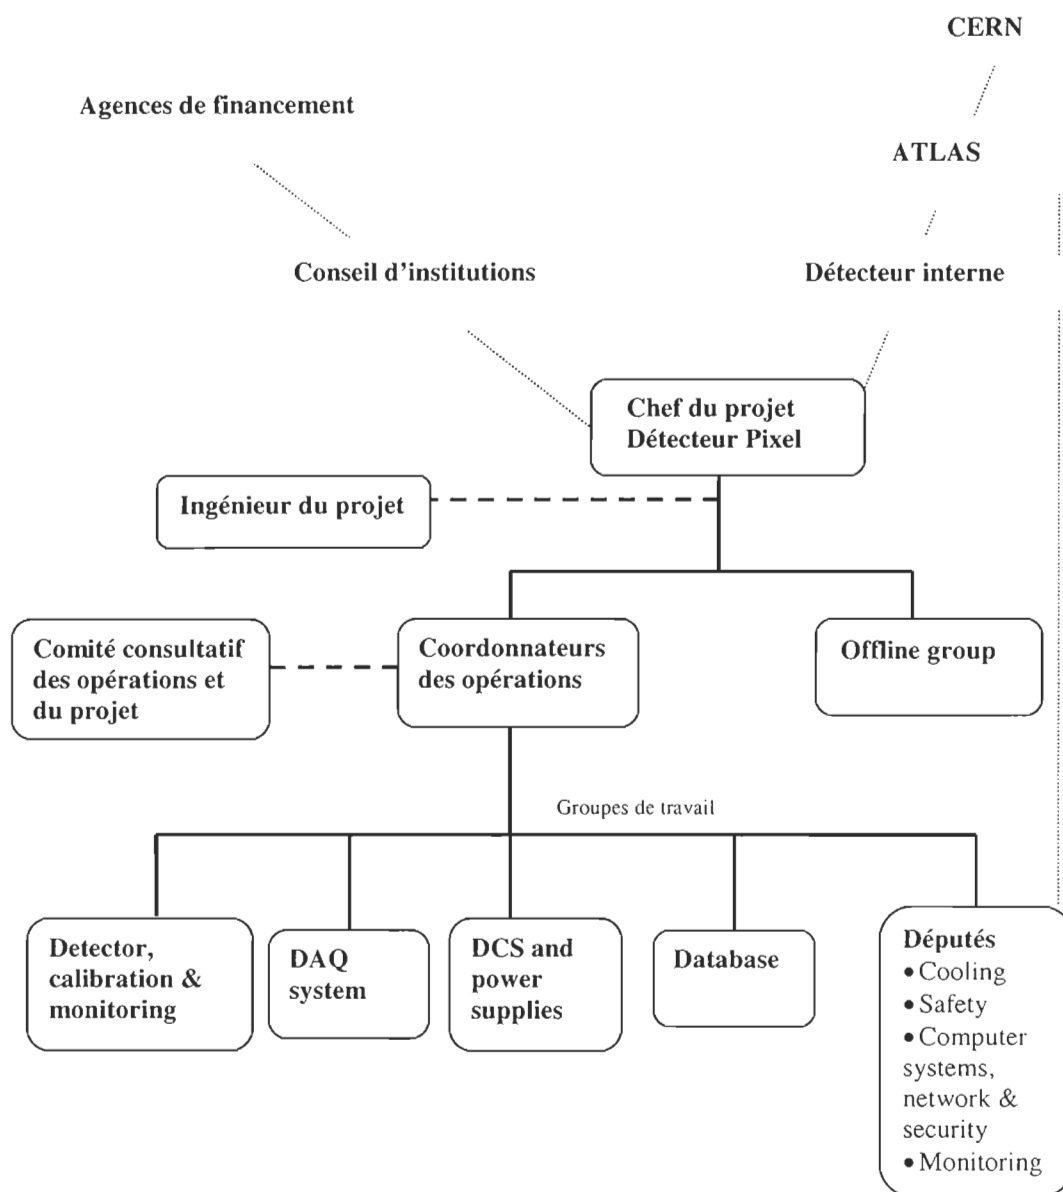 CERN
Agences de financement
ATLAS
Conseil d'institutions
Détecteur interne
Chef du projet
Détecteur Pixel
Ingénieur du projet
Comité consultatif
des opérations et
du projet
Coordonnateurs
des opérations
Offline group
Groupes de travail
Detector,
calibration &
monitoring
DAQ
system
DCS and
power
supplies
Database
Députés
• Cooling
• Safety
• Computer
systems,
network &
security
• Monitoring